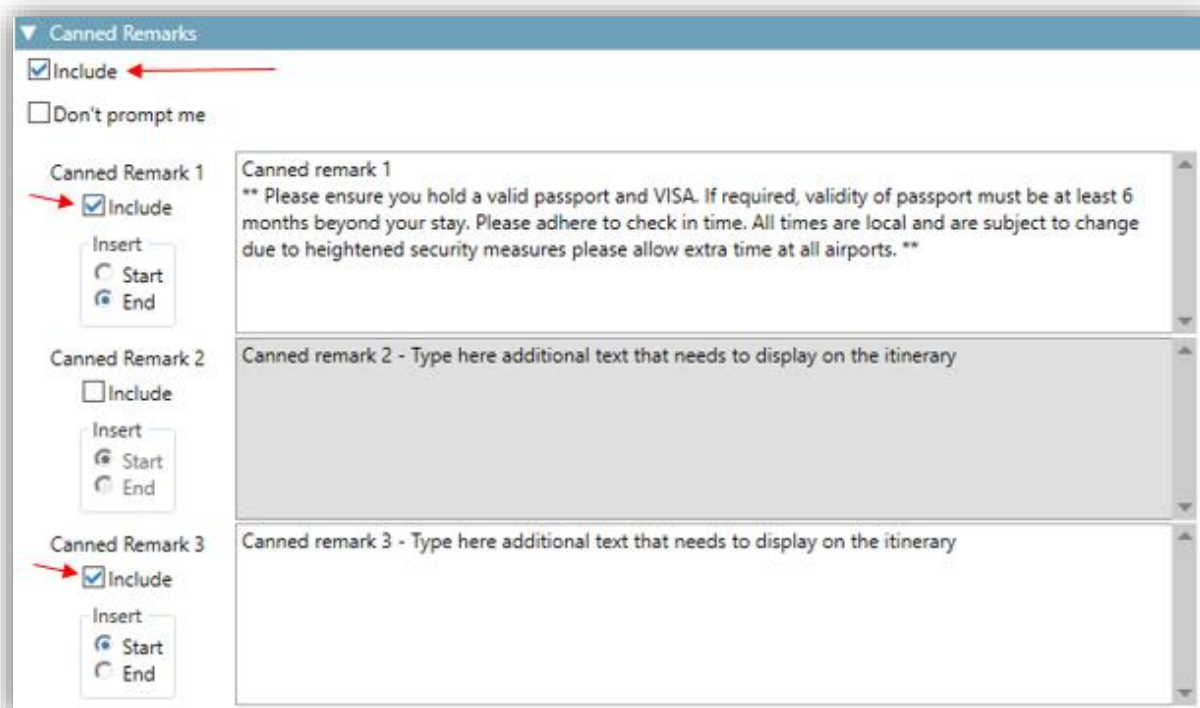 Canned Remarks
Include
Don't prompt me
Canned Remark 1
Include
Insert
Start
End
Canned remark 1
** Please ensure you hold a valid passport and VISA. If required, validity of passport must be at least 6
months beyond your stay. Please adhere to check in time. All times are local and are subject to change
due to heightened security measures please allow extra time at all airports. **
Canned Remark 2
Include
Insert
Start
End
Canned remark 2 - Type here additional text that needs to display on the itinerary
Canned Remark 3
Include
Insert
Start
End
Canned remark 3 - Type here additional text that needs to display on the itinerary